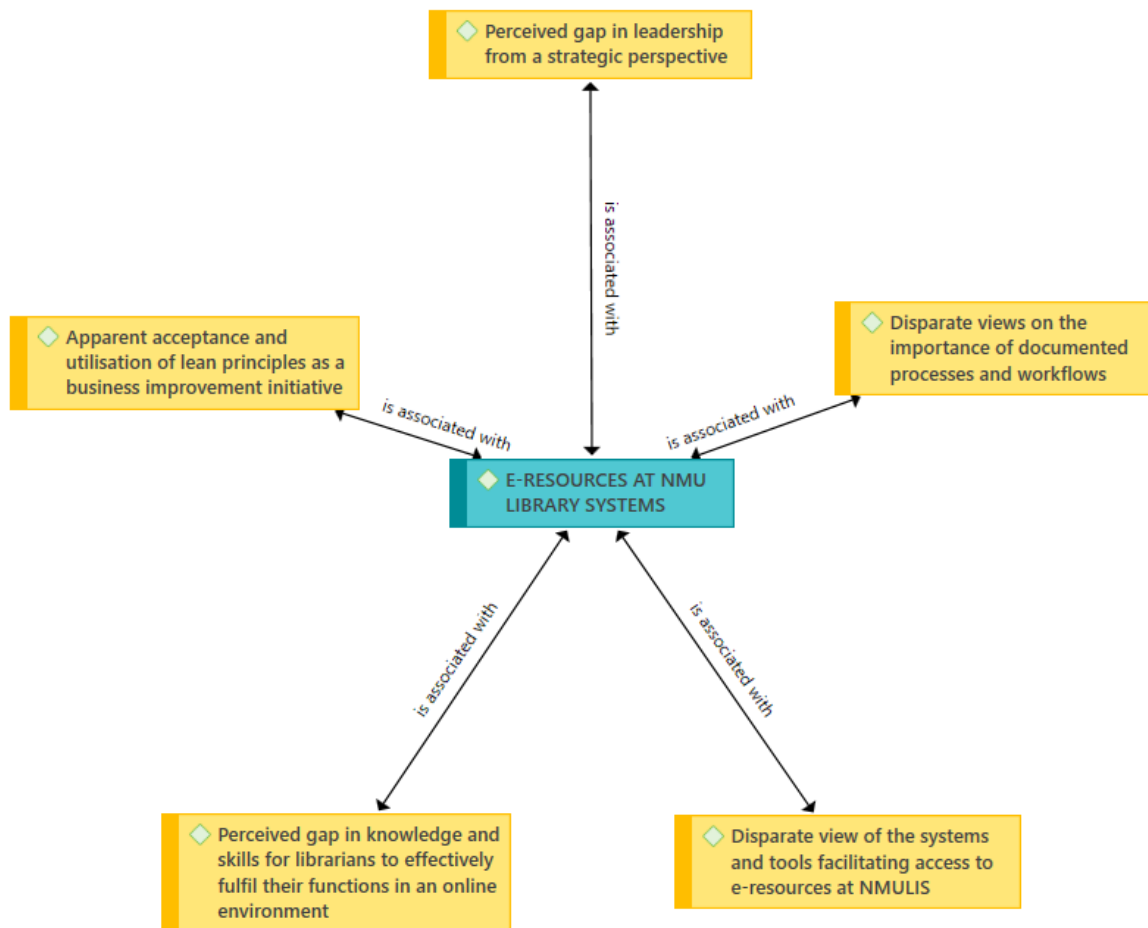 Perceived gap in leadership
from a strategic perspective
is associated with
Apparent acceptance and
utilisation of lean principles as a
business improvement initiative
Disparate views on the
importance of documented
processes and workflows
is associated with
is associated with
E-RESOURCES AT NMU
LIBRARY SYSTEMS
is associated with
is associated with
Perceived gap in knowledge and
skills for librarians to effectively
fulfil their functions in an online
environment
Disparate view of the systems
and tools facilitating access to
e-resources at NMULIS